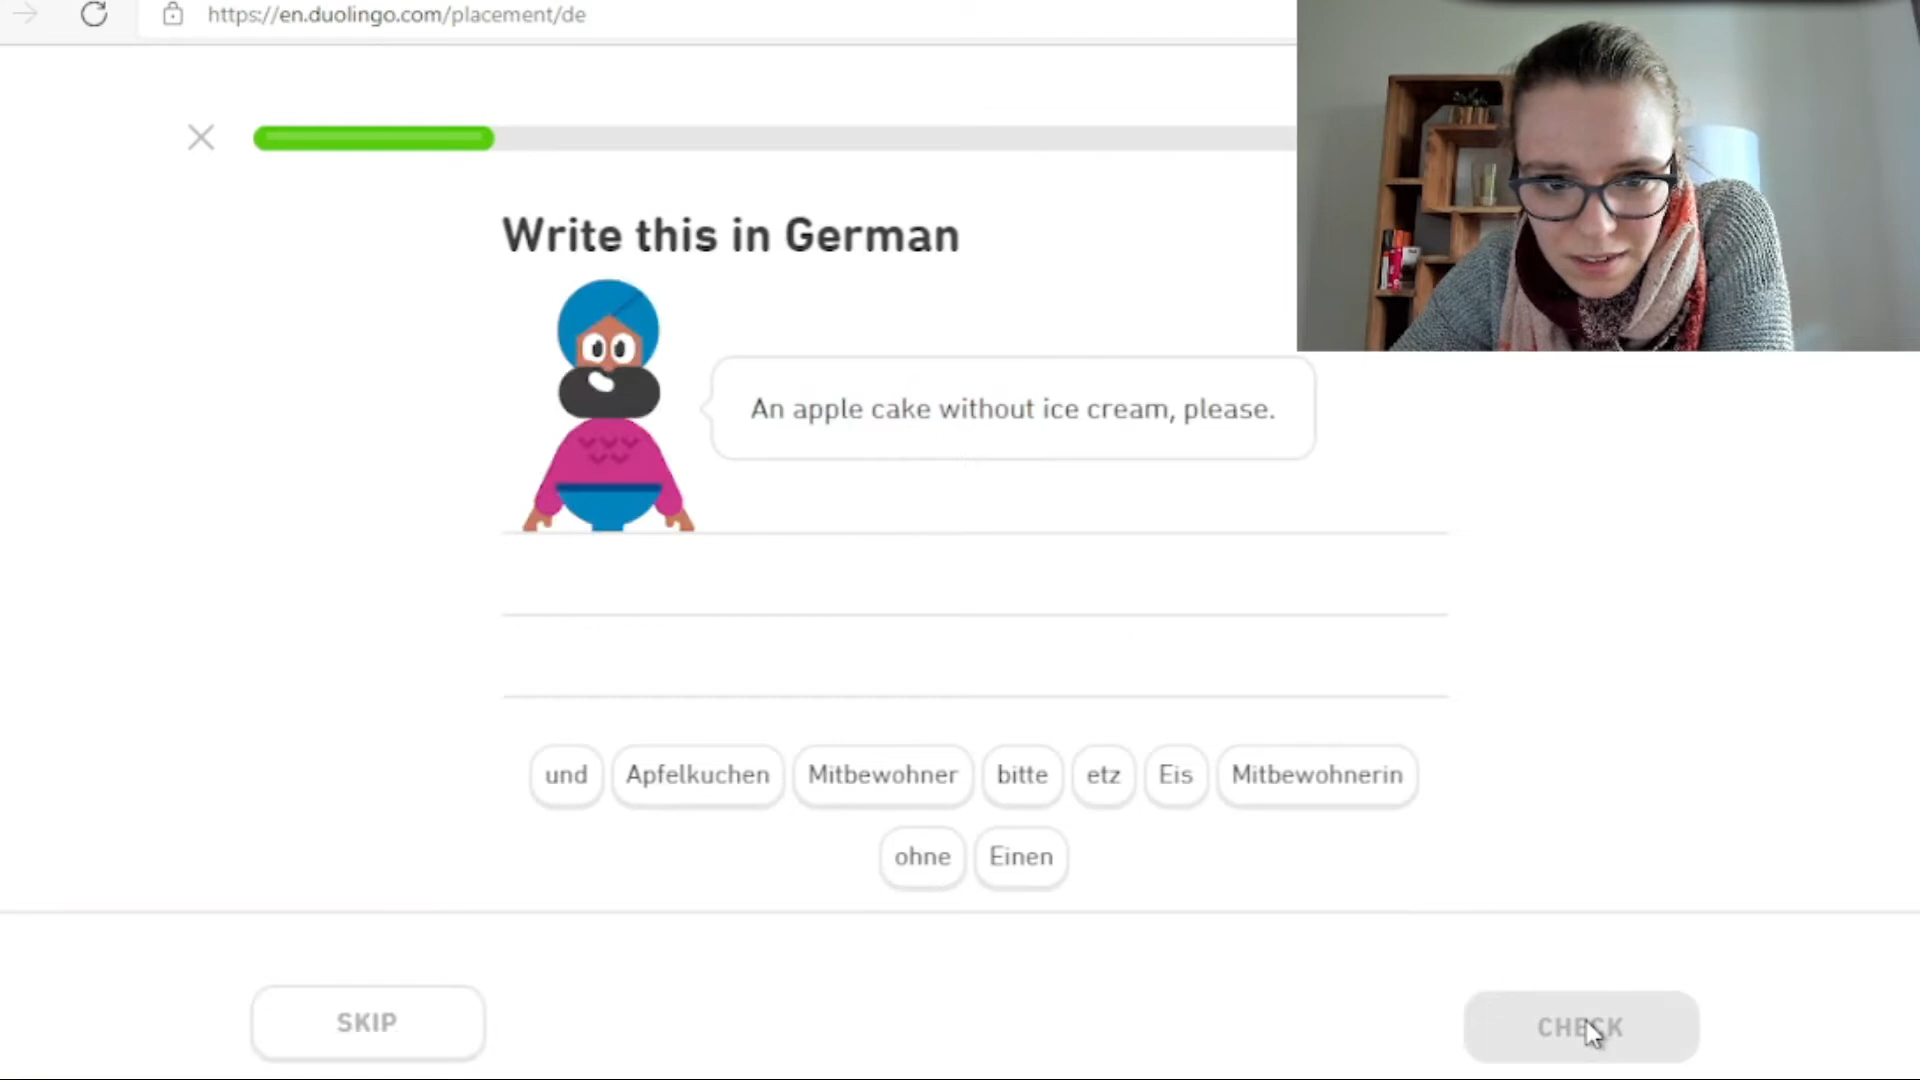 https://en.duolingo.com/placement/de
Write this in German
An apple cake without ice cream, please.
und Apfelkuchen Mitbewohner bitte etz Eis Mitbewohnerin
ohne Einen
SKIP
CHECK